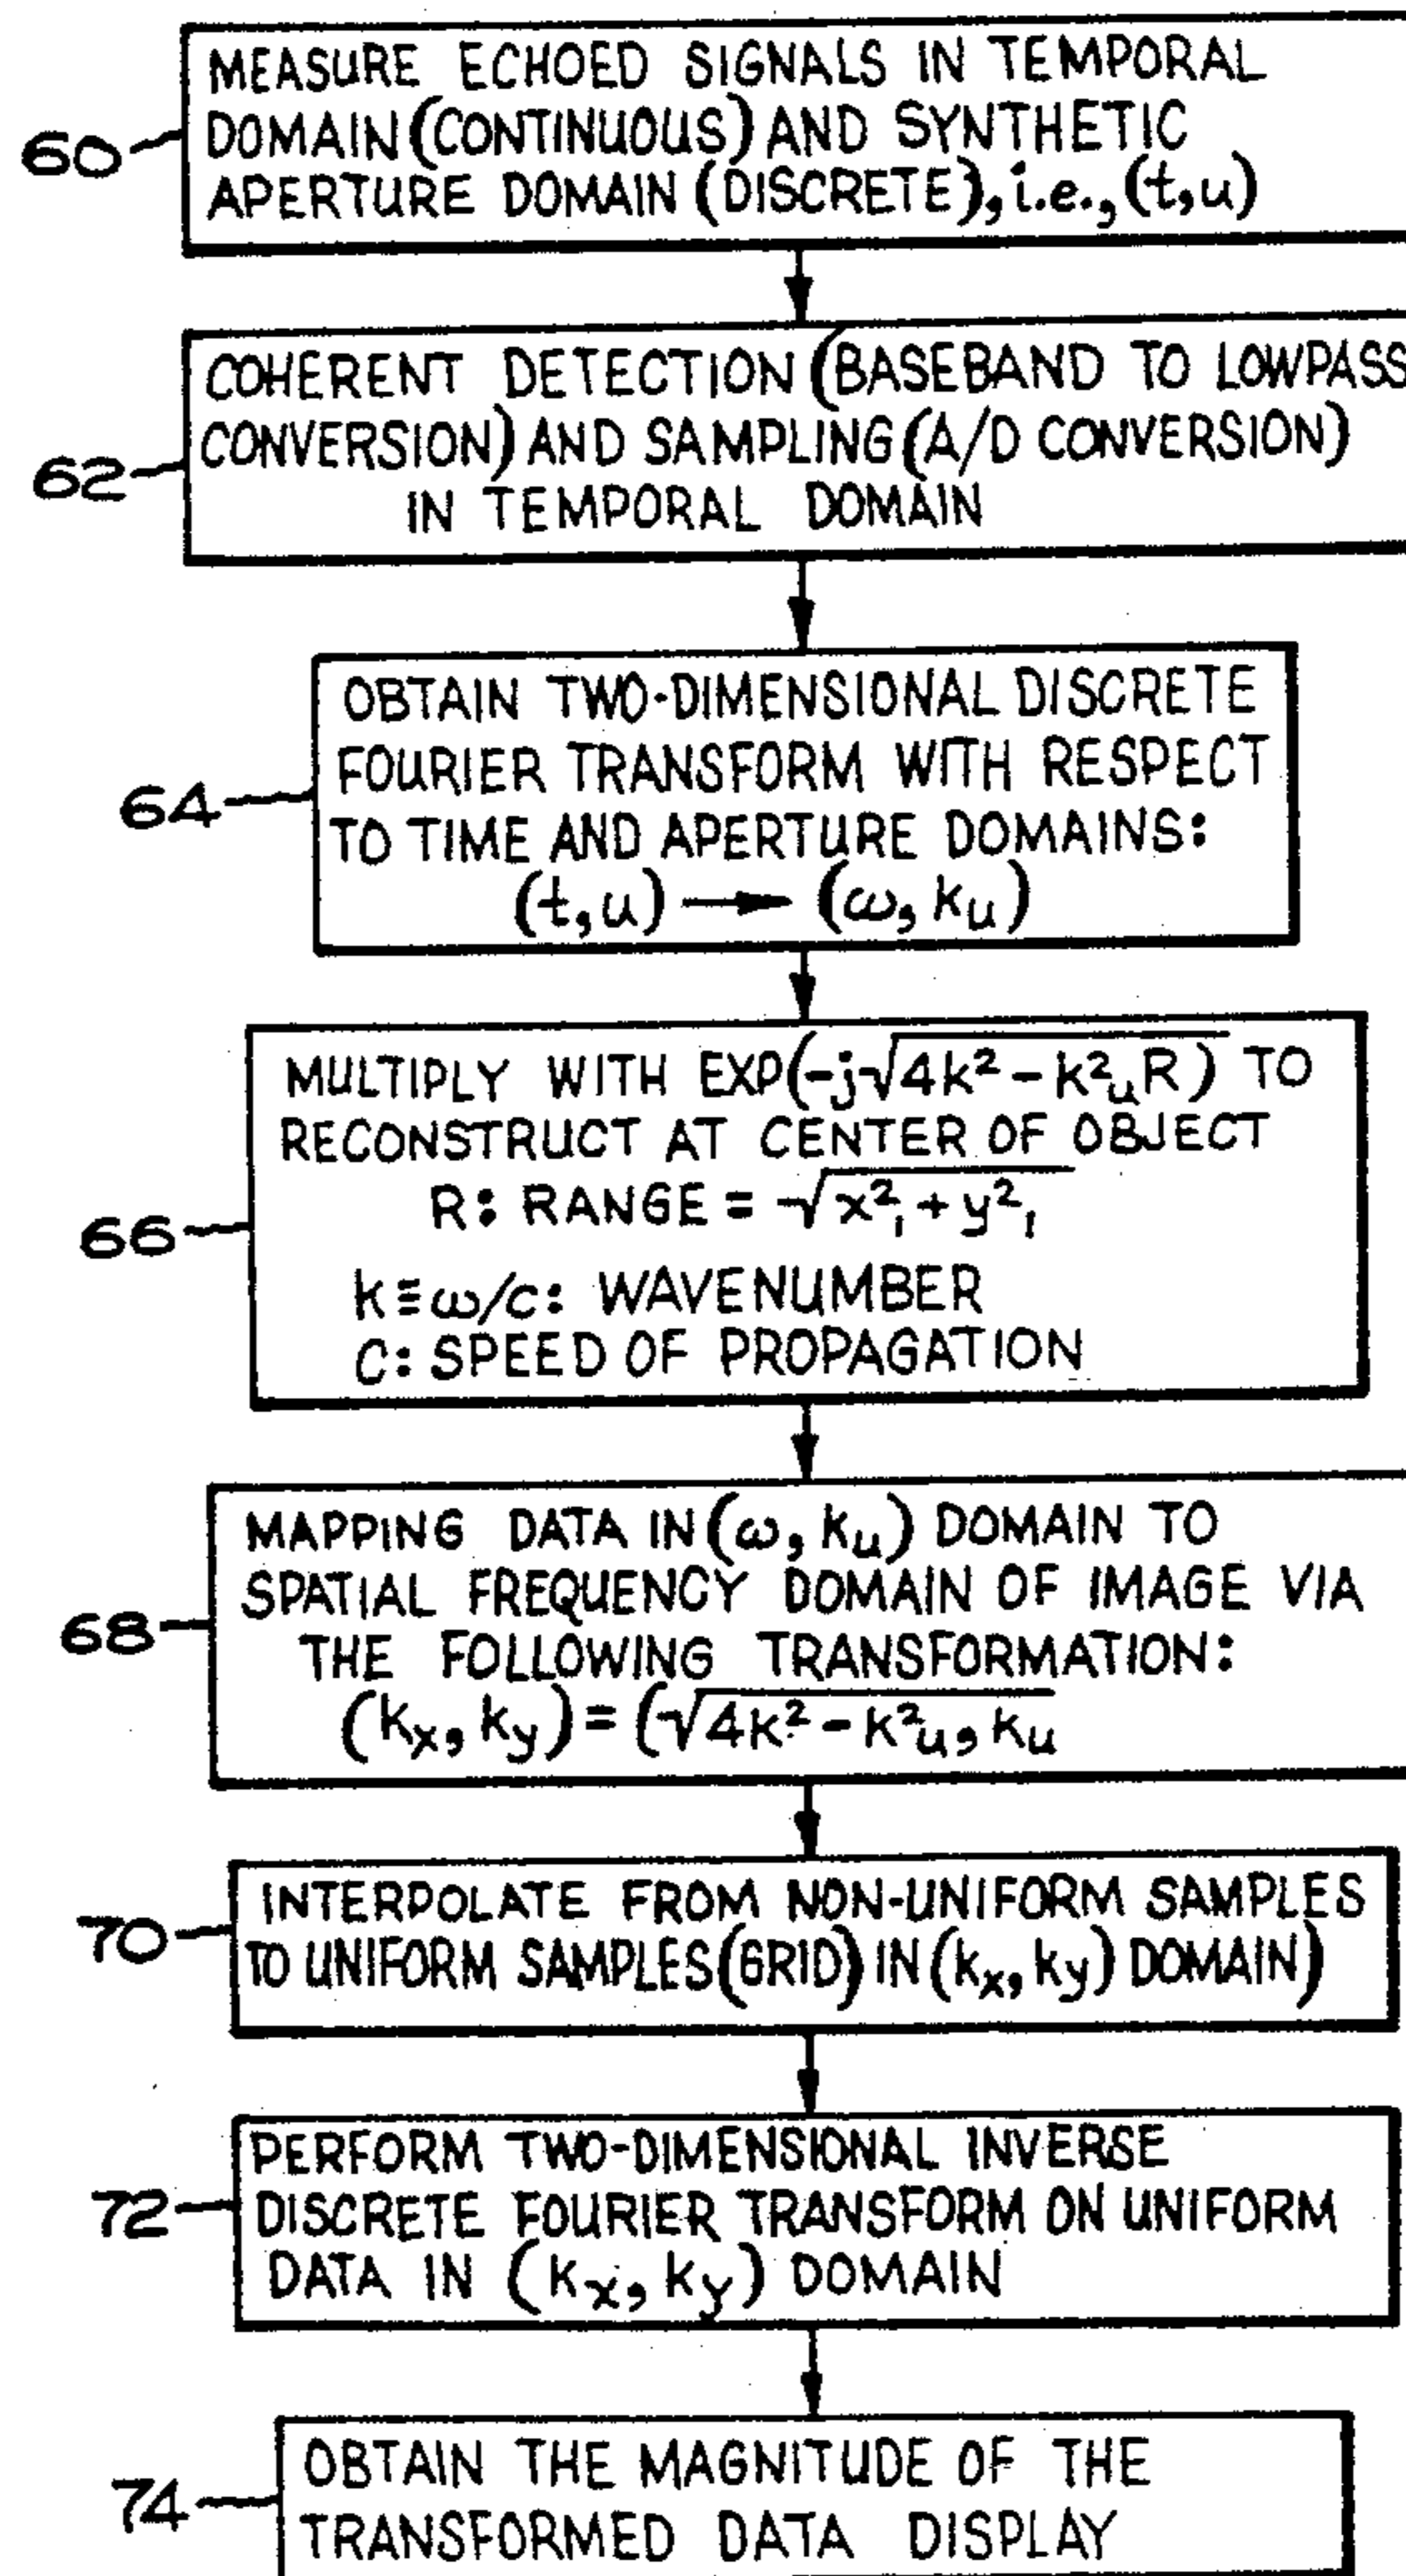 60
MEASURE ECHOED SIGNALS IN TEMPORAL
DOMAIN (CONTINUOUS) AND SYNTHETIC
APERTURE DOMAIN (DISCRETE), i.e., (t,u)
62
COHERENT DETECTION (BASEBAND TO LOWPASS
CONVERSION) AND SAMPLING (A/D CONVERSION)
IN TEMPORAL DOMAIN
64
OBTAIN TWO-DIMENSIONAL DISCRETE
FOURIER TRANSFORM WITH RESPECT
TO TIME AND APERTURE DOMAINS:
(t,u) → (ω, kᵤ)
66
MULTIPLY WITH EXP(-j√4k² - k²ᵤR) TO
RECONSTRUCT AT CENTER OF OBJECT
R: RANGE = √x²₁ + y²₁
k ≡ ω/c: WAVENUMBER
C: SPEED OF PROPAGATION
68
MAPPING DATA IN (ω, kᵤ) DOMAIN TO
SPATIAL FREQUENCY DOMAIN OF IMAGE VIA
THE FOLLOWING TRANSFORMATION:
(kₓ, k_y) = (√4k² - k²ᵤ, kᵤ
70
INTERPOLATE FROM NON-UNIFORM SAMPLES
TO UNIFORM SAMPLES (GRID) IN (kₓ, k_y) DOMAIN)
72
PERFORM TWO-DIMENSIONAL INVERSE
DISCRETE FOURIER TRANSFORM ON UNIFORM
DATA IN (kₓ, k_y) DOMAIN
74
OBTAIN THE MAGNITUDE OF THE
TRANSFORMED DATA DISPLAY